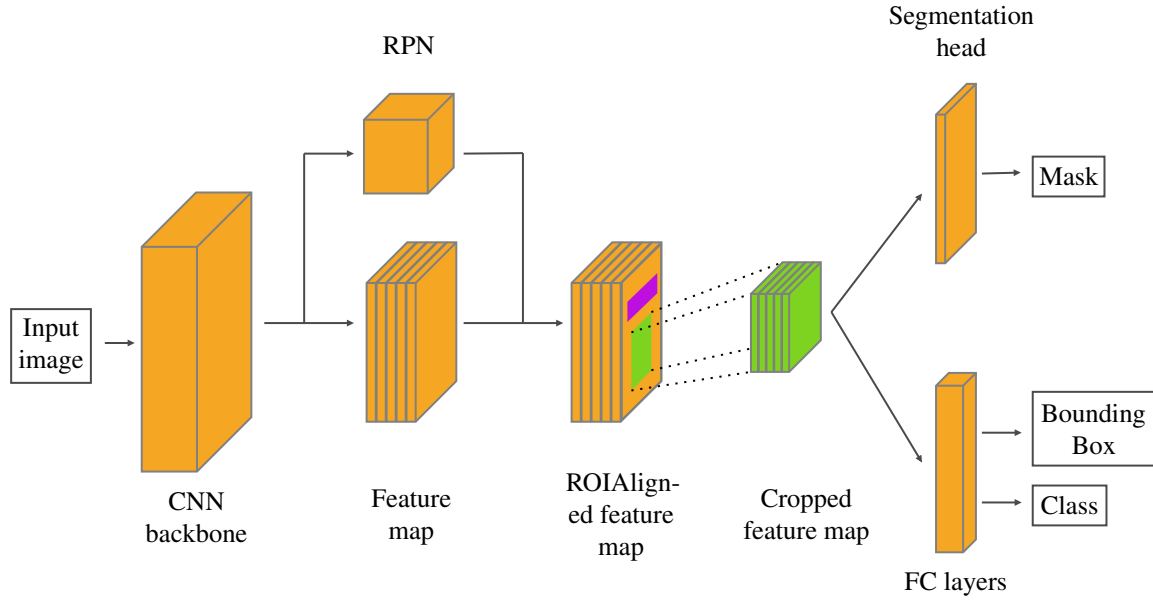 Segmentation
head
RPN
Mask
Input
image
Bounding
Box
Class
CNN
backbone
Feature
map
ROIAlign-
ed feature
map
Cropped
feature map
FC layers